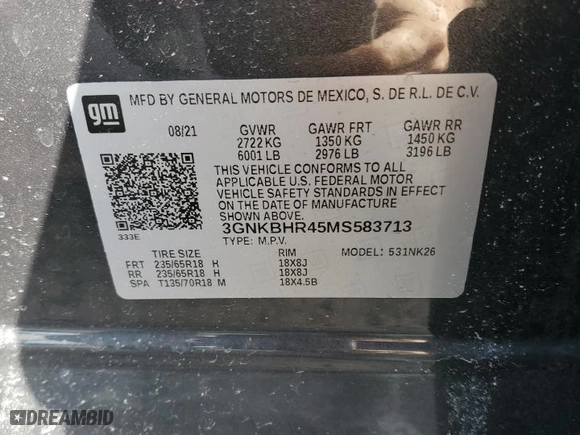 gm
MFD BY GENERAL MOTORS DE MEXICO, S. DE R.L. DE C.V.
08/21 GVWR GAWR FRT GAWR RR
2722 KG 1350 KG 1450 KG
6001 LB 2976 LB 3196 LB
THIS VEHICLE CONFORMS TO ALL
APPLICABLE U.S. FEDERAL MOTOR
VEHICLE SAFETY STANDARDS IN EFFECT
ON THE DATE OF MANUFACTURE
SHOWN ABOVE.
3GNKBHR45MS583713
333E
TYPE: M.P.V. MODEL: 531NK26
TIRE SIZE RIM
FRT 235/65R18 H 18X8J
RR 235/65R18 H 18X8J
SPA T135/70R18 M 18X4.5B
DREAMBID